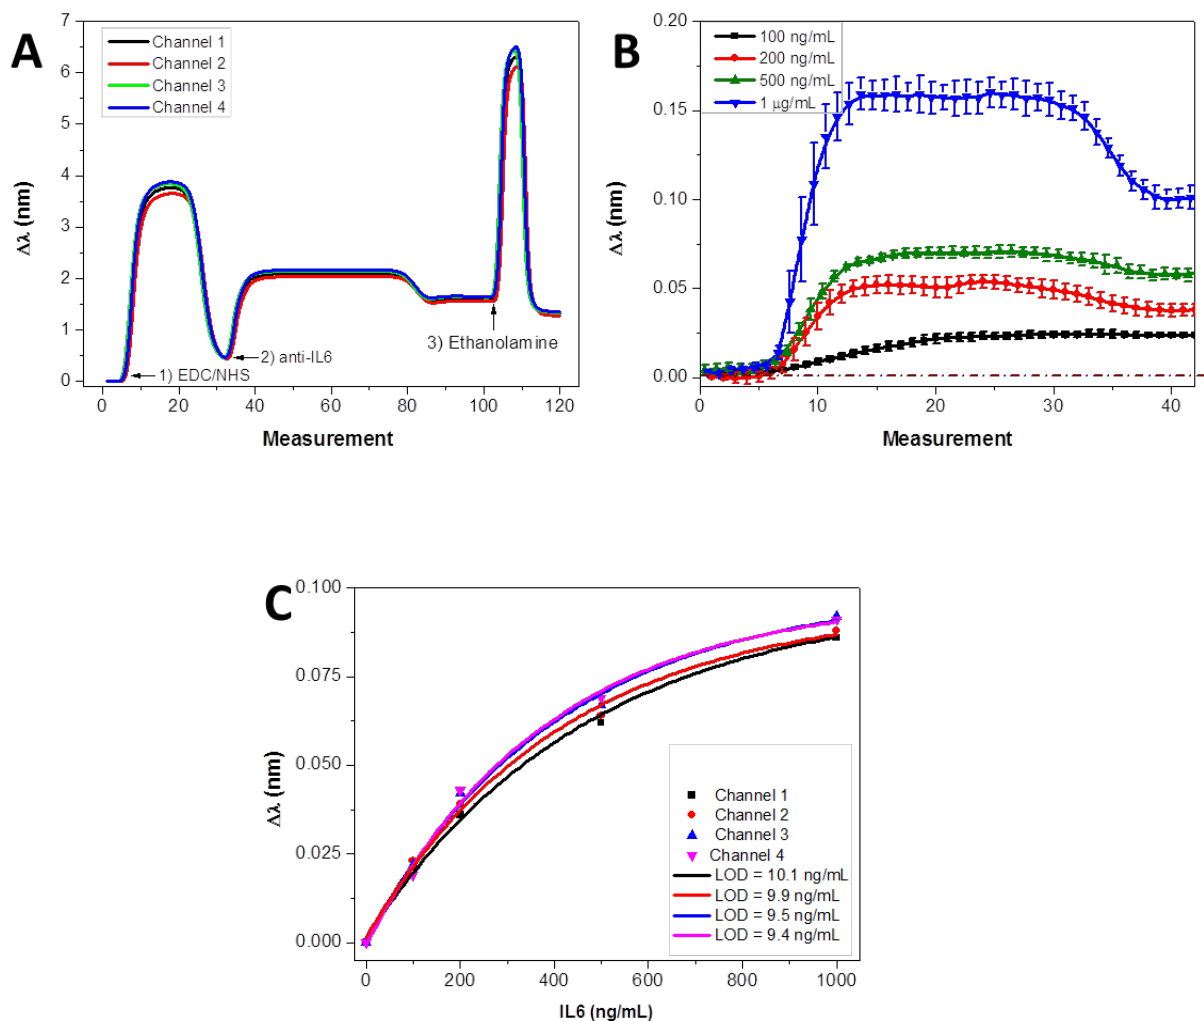 A
7
6
5
4
3
2
1
0
Δλ (nm)
Channel 1
Channel 2
Channel 3
Channel 4
1) EDC/NHS
2) anti-IL6
3) Ethanolamine
0 20 40 60 80 100 120
Measurement
B
0.20
0.15
0.10
0.05
0.00
Δλ (nm)
100 ng/mL
200 ng/mL
500 ng/mL
1 µg/mL
0 10 20 30 40
Measurement
C
0.100
0.075
0.050
0.025
0.000
Δλ (nm)
Channel 1
Channel 2
Channel 3
Channel 4
LOD = 10.1 ng/mL
LOD = 9.9 ng/mL
LOD = 9.5 ng/mL
LOD = 9.4 ng/mL
0 200 400 600 800 1000
IL6 (ng/mL)